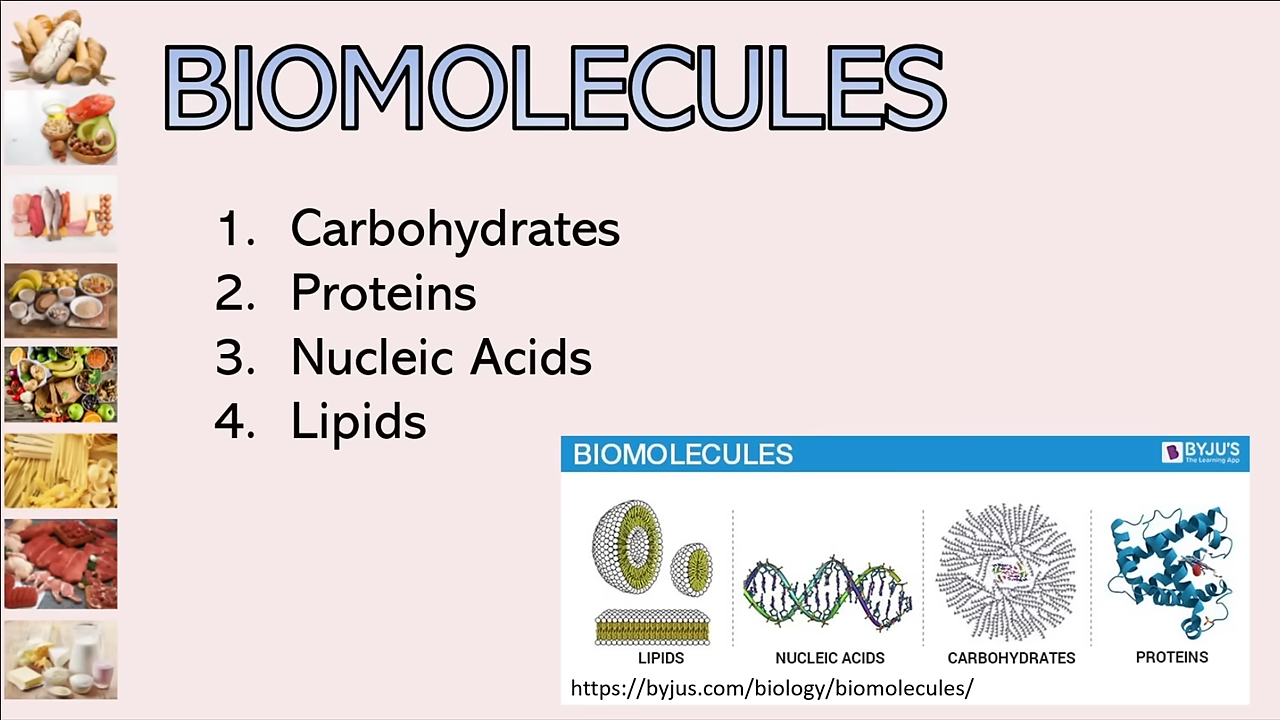 BIOMOLECULES
1. Carbohydrates
2. Proteins
3. Nucleic Acids
4. Lipids
BIOMOLECULES
BYJU'S
The Learning App
LIPIDS
NUCLEIC ACIDS
CARBOHYDRATES
PROTEINS
https://byjus.com/biology/biomolecules/